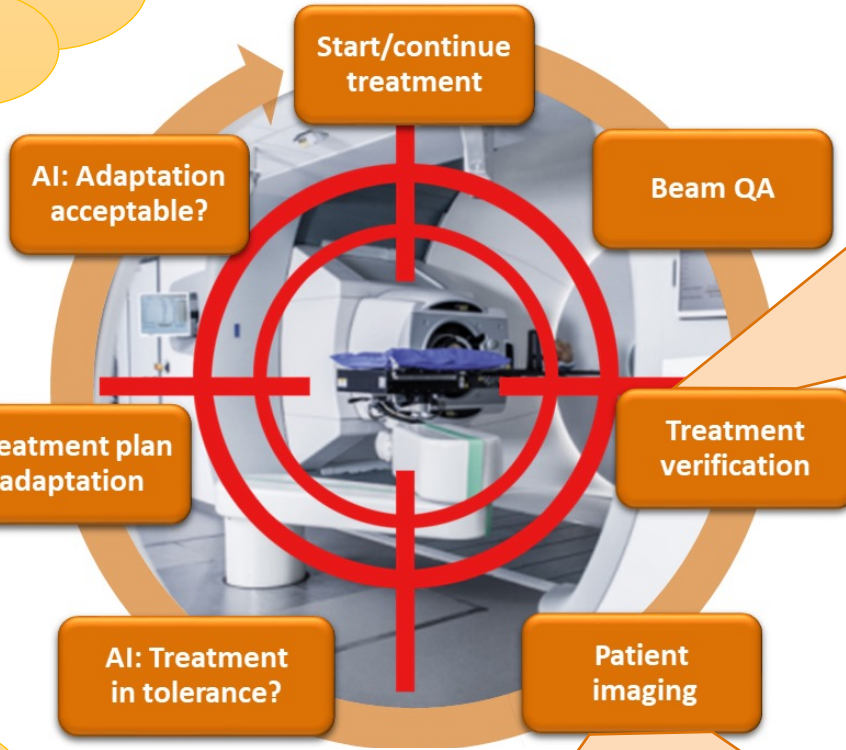 Start/continue
treatment
AI: Adaptation
acceptable?
Beam QA
eatment plan
adaptation
Treatment
verification
AI: Treatment
in tolerance?
Patient
imaging